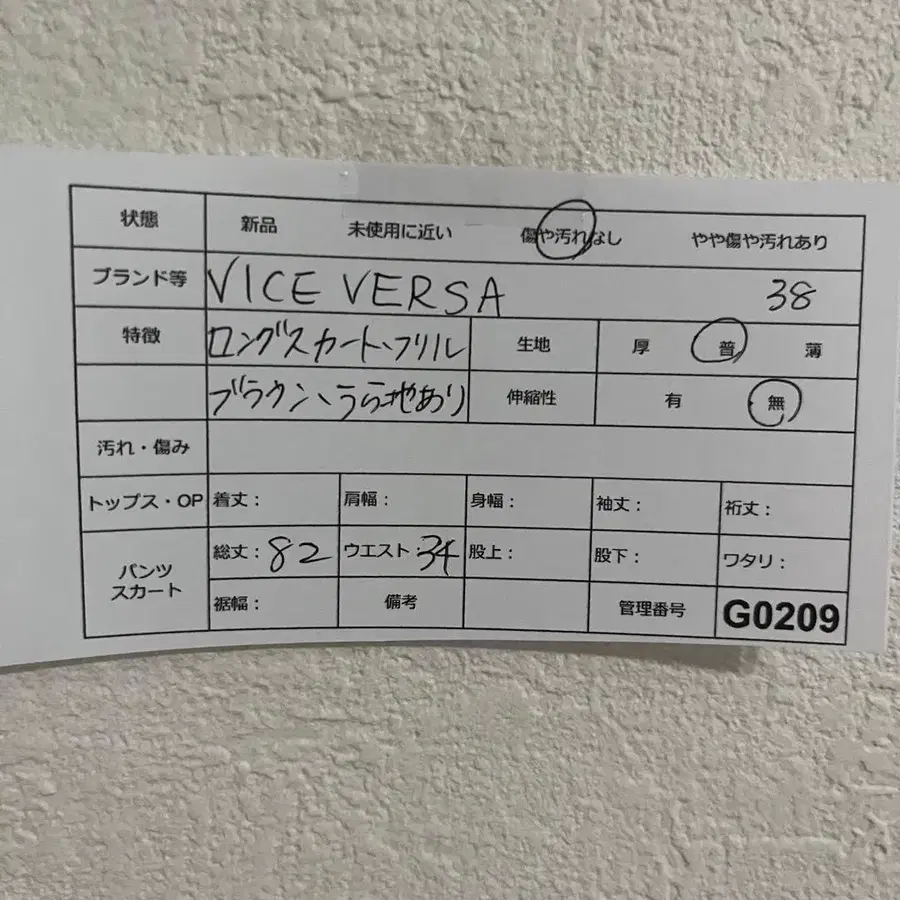 状態 新品 未使用に近い 傷や汚れなし やや傷や汚れあり
ブランド等 VICE VERSA 38
特徴 ロングスカート、フリル 生地 厚 普 薄
ブラウン、うら地あり 伸縮性 有 無
汚れ・傷み
トップス・OP 着丈： 肩幅： 身幅： 袖丈： 裄丈：
パンツ スカート 総丈：82 ウエスト：34 股上： 股下： ワタリ：
裾幅： 備考 管理番号 G0209